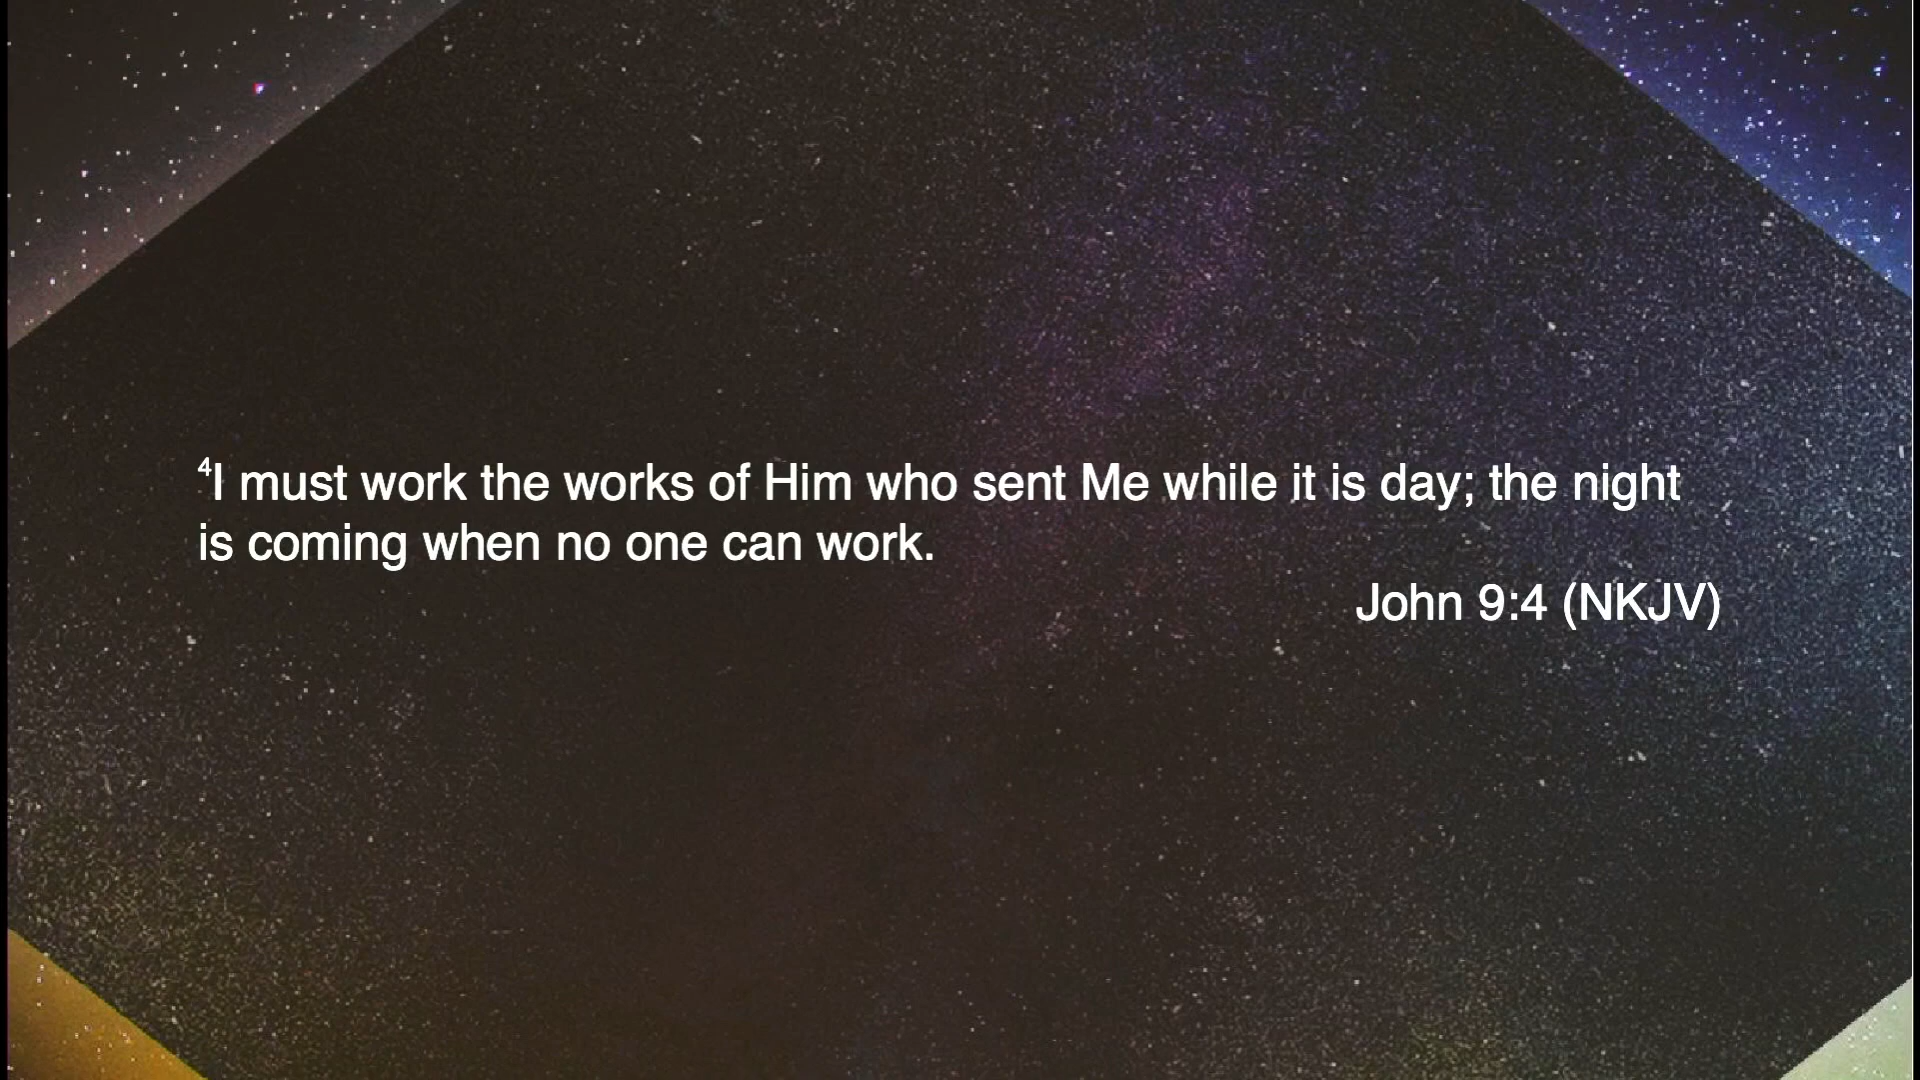 ⁴I must work the works of Him who sent Me while it is day; the night
is coming when no one can work.
John 9:4 (NKJV)